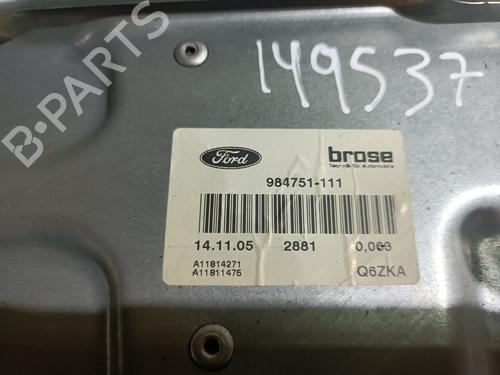 149537
B-PARTS
Ford
brose
Technik für Automobile
984751-111
14.11.05 2881 0,063
A11814271
A11811476 Q6ZKA